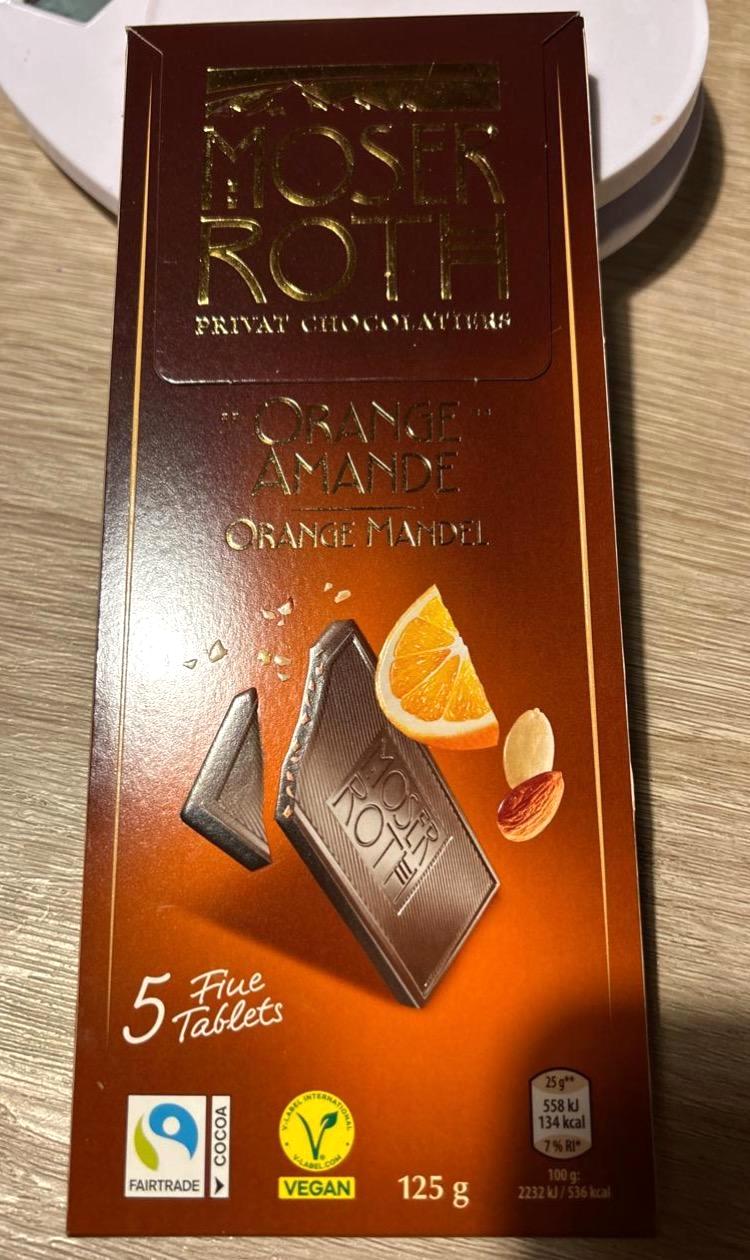 MOSER
ROTH
PRIVAT CHOCOLATIERS
ORANGE
AMANDE
ORANGE MANDEL
MOSER
ROTH
5 Fine
Tablets
FAIRTRADE
COCOA
V-LABEL INTERNATIONAL
V-LABEL.COM
VEGAN
125 g
25 g**
558 kJ
134 kcal
7 % RI*
100 g:
2232 kJ / 536 kcal